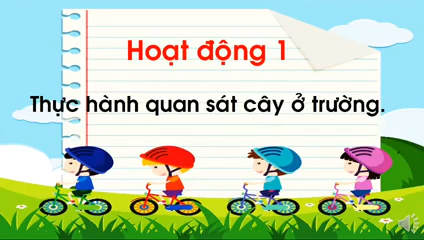 Hoạt động 1
Thực hành quan sát cây ở trường.